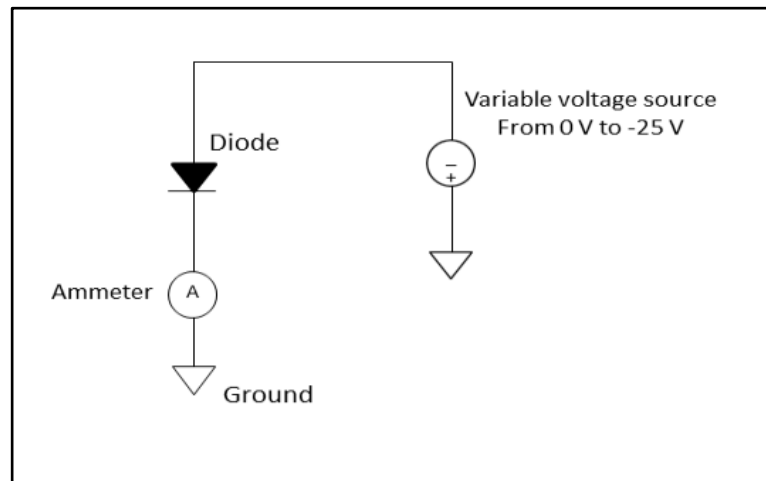 Variable voltage source
From 0 V to -25 V
Diode
–
+
Ammeter
A
Ground